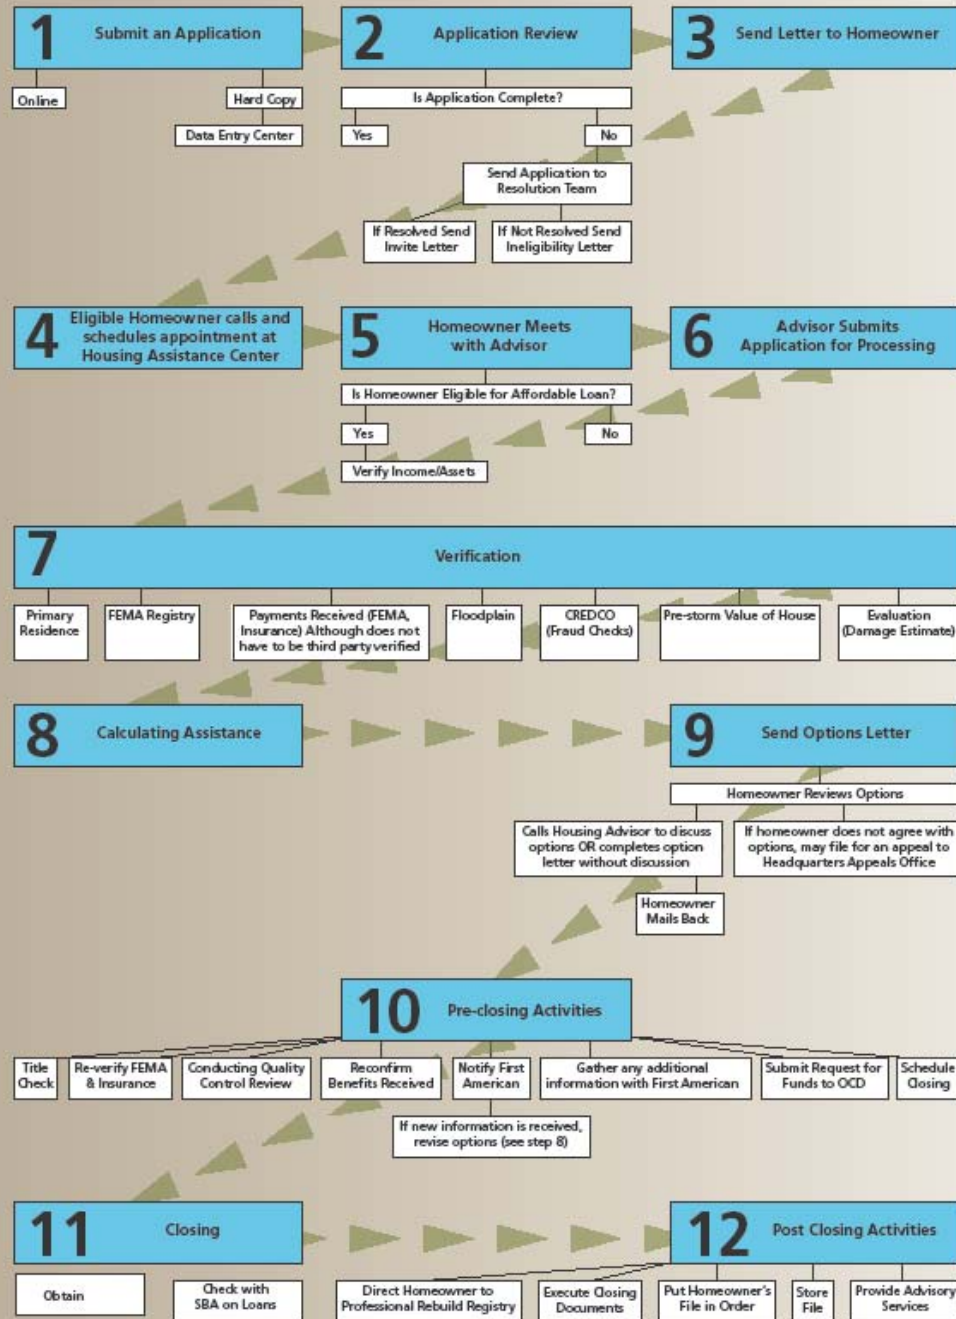 1 Submit an Application
Online
Hard Copy
Data Entry Center
2 Application Review
Is Application Complete?
Yes
No
Send Application to
Resolution Team
If Resolved Send
Invite Letter
If Not Resolved Send
Ineligibility Letter
3 Send Letter to Homeowner
4 Eligible Homeowner calls and
schedules appointment at
Housing Assistance Center
5 Homeowner Meets
with Advisor
Is Homeowner Eligible for Affordable Loan?
Yes
No
Verify Income/Assets
6 Advisor Submits
Application for Processing
7 Verification
Primary
Residence
FEMA Registry
Payments Received (FEMA,
Insurance) Although does not
have to be third party verified
Floodplain
CREDCO
(Fraud Checks)
Pre-storm Value of House
Evaluation
(Damage Estimate)
8 Calculating Assistance
9 Send Options Letter
Homeowner Reviews Options
Calls Housing Advisor to discuss
options OR completes option
letter without discussion
If homeowner does not agree with
options, may file for an appeal to
Headquarters Appeals Office
Homeowner
Mails Back
10 Pre-closing Activities
Title
Check
Re-verify FEMA
& Insurance
Conducting Quality
Control Review
Reconfirm
Benefits Received
Notify First
American
Gather any additional
information with First American
Submit Request for
Funds to OCD
Schedule
Closing
If new information is received,
revise options (see step 8)
11 Closing
Obtain
Check with
SBA on Loans
12 Post Closing Activities
Direct Homeowner to
Professional Rebuild Registry
Execute Closing
Documents
Put Homeowner's
File in Order
Store
File
Provide Advisory
Services